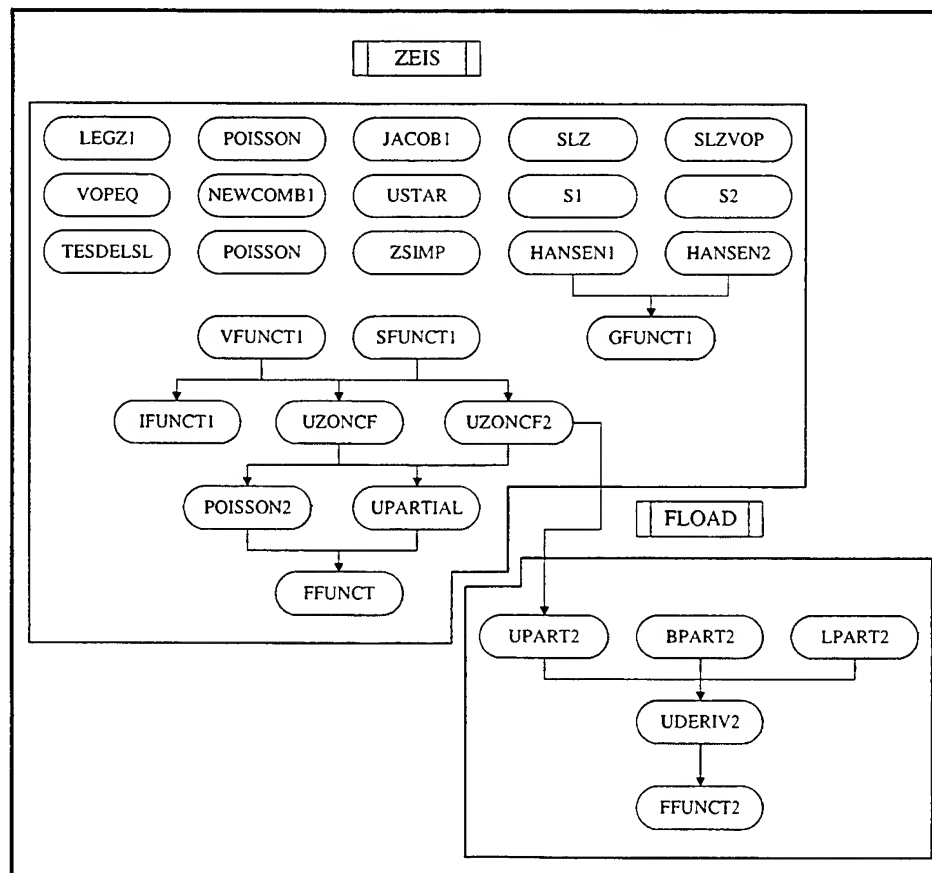 ZEIS
LEGZ1 POISSON JACOB1 SLZ SLZVOP
VOPEQ NEWCOMB1 USTAR S1 S2
TESDELSL POISSON ZSIMP HANSEN1 HANSEN2
VFUNCT1 SFUNCT1 GFUNCT1
IFUNCT1 UZONCF UZONCF2
POISSON2 UPARTIAL
FLOAD
FFUNCT
UPART2 BPART2 LPART2
UDERIV2
FFUNCT2